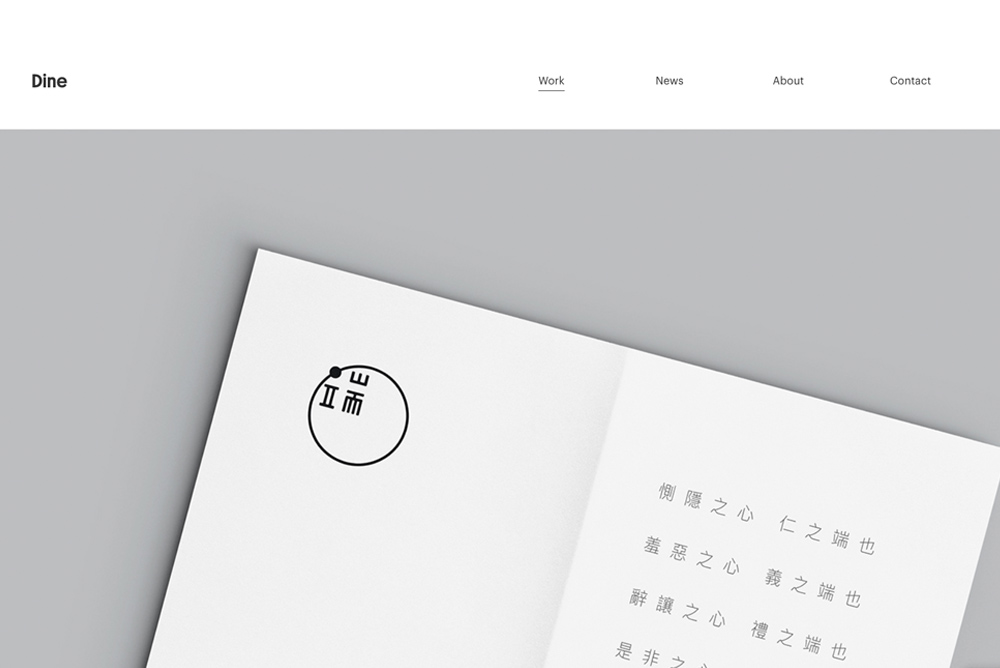 Dine
Work
News
About
Contact
端
惻隱之心 仁之端也
羞惡之心 義之端也
辭讓之心 禮之端也
是非之